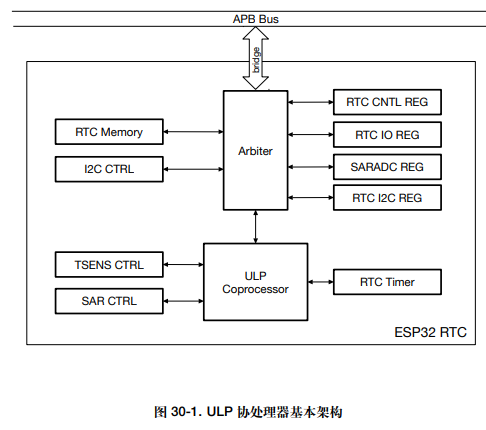 APB Bus
bridge
Arbiter
RTC Memory
I2C CTRL
RTC CNTL REG
RTC IO REG
SARADC REG
RTC I2C REG
TSENS CTRL
SAR CTRL
ULP
Coprocessor
RTC Timer
ESP32 RTC
图 30-1. ULP 协处理器基本架构